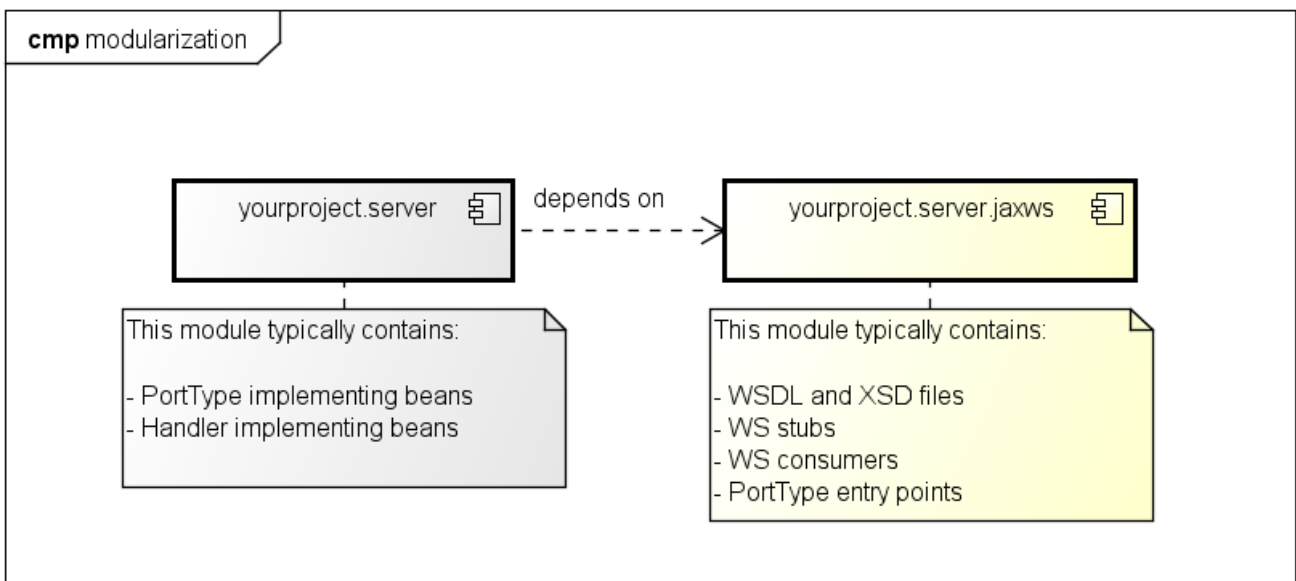 cmp modularization
yourproject.server
depends on
yourproject.server.jaxws
This module typically contains:
- PortType implementing beans
- Handler implementing beans
This module typically contains:
- WSDL and XSD files
- WS stubs
- WS consumers
- PortType entry points